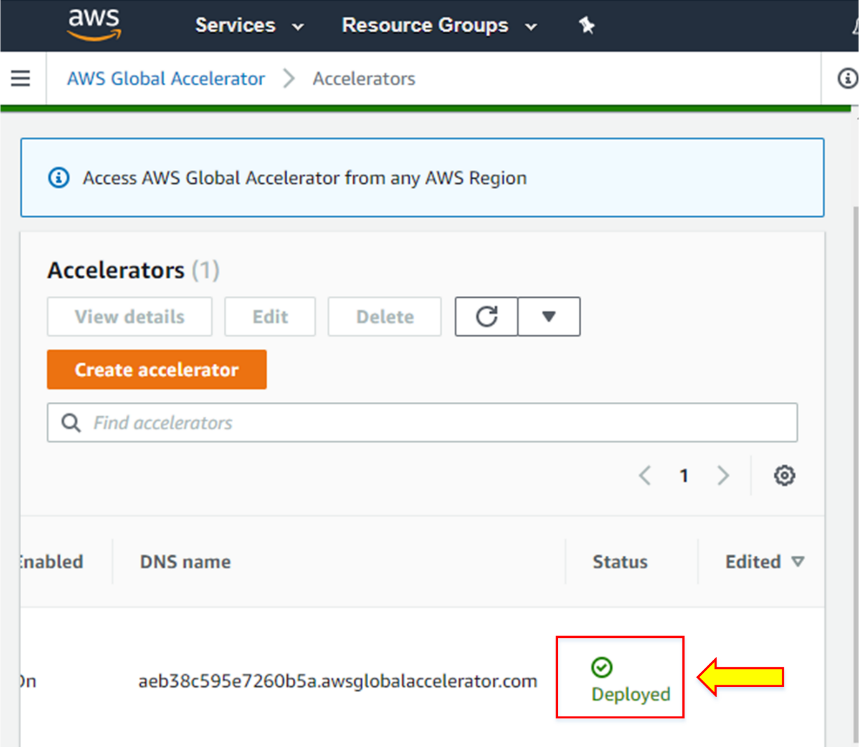 aws Services Resource Groups
AWS Global Accelerator Accelerators
Access AWS Global Accelerator from any AWS Region
Accelerators (1)
View details Edit Delete
Create accelerator
Find accelerators
1
Enabled DNS name Status Edited
On aeb38c595e7260b5a.awsglobalaccelerator.com Deployed